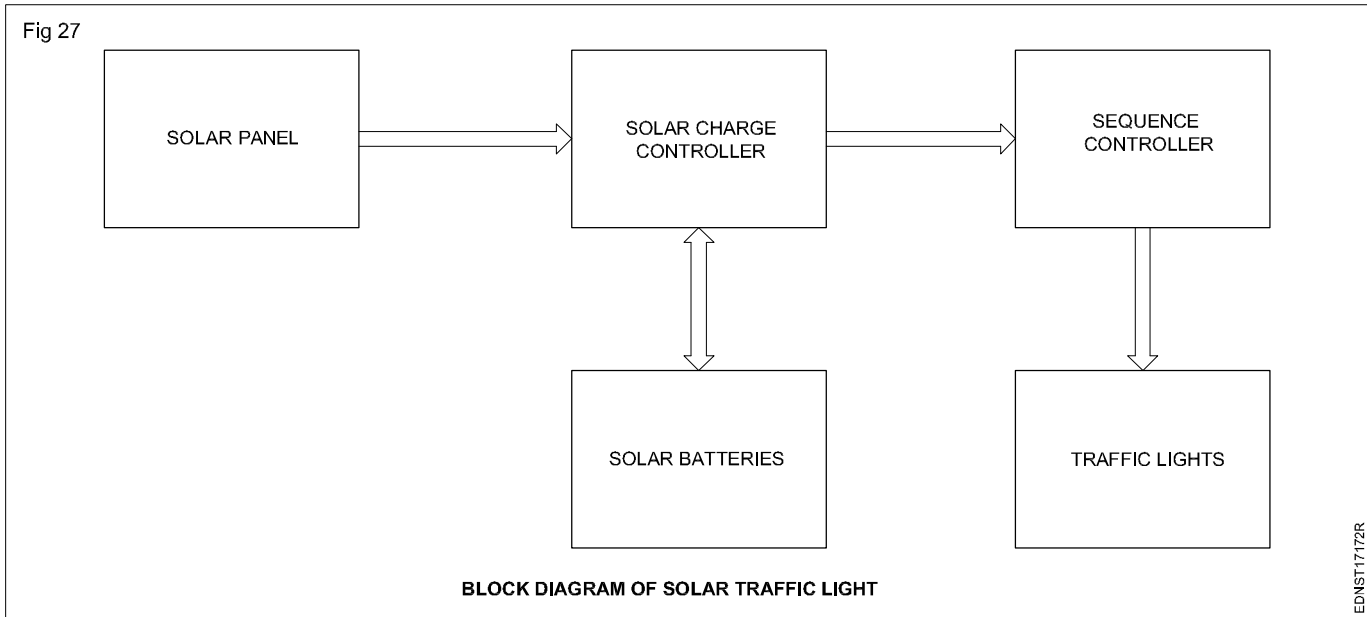 Fig 27
SOLAR PANEL
SOLAR CHARGE
CONTROLLER
SEQUENCE
CONTROLLER
SOLAR BATTERIES
TRAFFIC LIGHTS
BLOCK DIAGRAM OF SOLAR TRAFFIC LIGHT
EDNST17172R